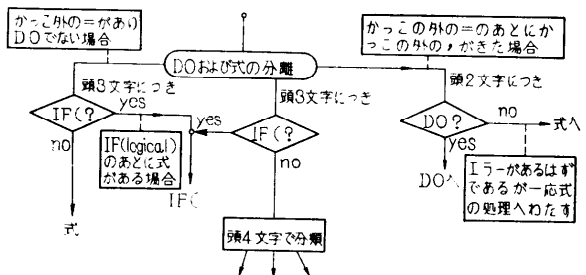 かっこ外の＝があり
DOでない場合
かっこの外の＝のあとにか
っこの外の，がきた場合
DOおよび式の分離
頭3文字につき
頭3文字につき
頭2文字につき
IF(?
yes
yes
IF(?
DO?
no
式へ
no
IF(logical)
のあとに式
がある場合
no
yes
DOへ
エラーがあるはず
であるが一応式
の処理へわたす
式
IF(
頭4文字で分類